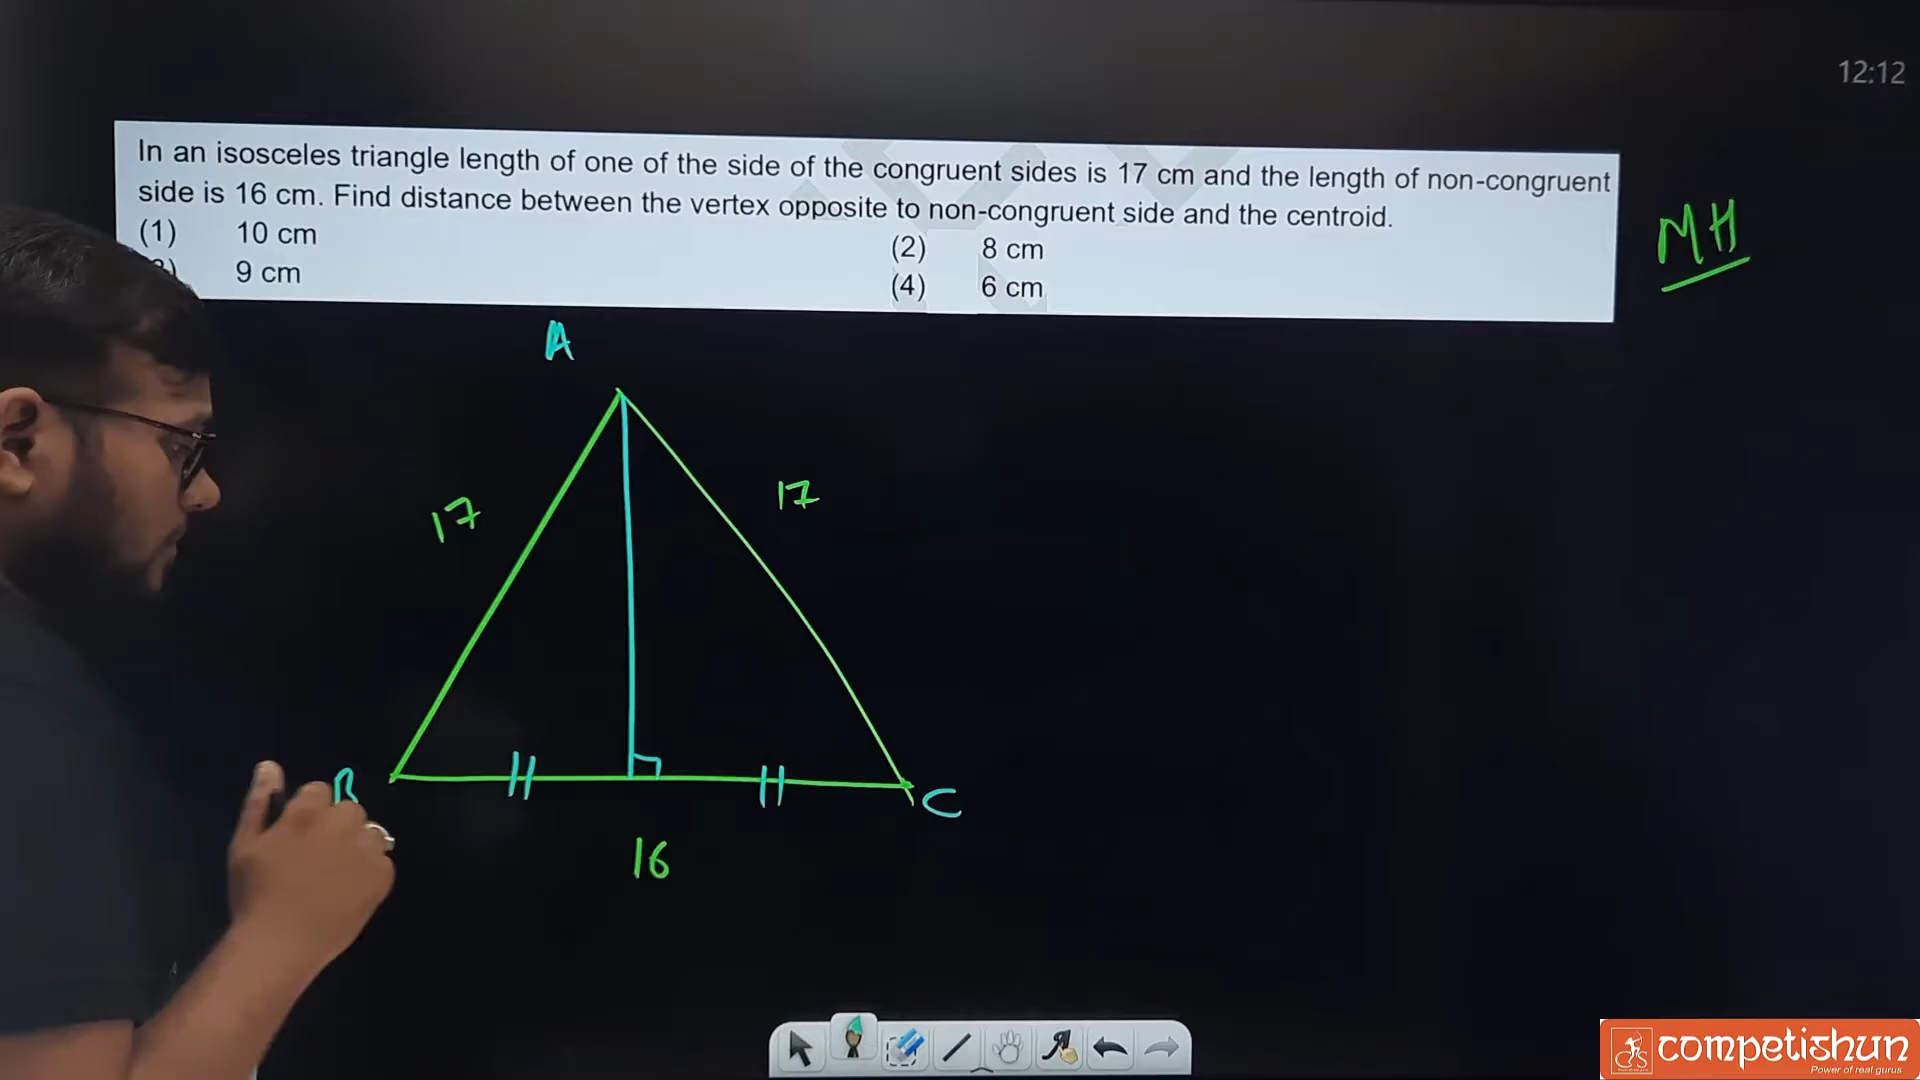 12:12
In an isosceles triangle length of one of the side of the congruent sides is 17 cm and the length of non-congruent
side is 16 cm. Find distance between the vertex opposite to non-congruent side and the centroid.
(1) 10 cm (2) 8 cm
9 cm (4) 6 cm
MH
A
17 17
B C
16
competishun
Power of real gurus